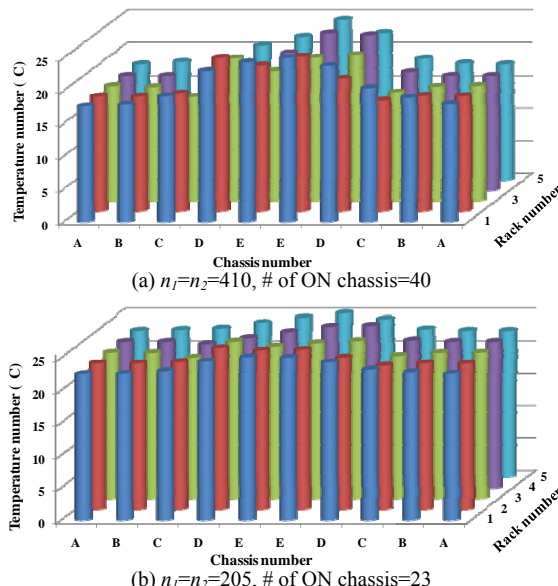 25
20
15
10
5
0
Temperature number ( C)
A B C D E E D C B A
Chassis number
1 3 5
Rack number
(a) n1=n2=410, # of ON chassis=40
25
20
15
10
5
0
Temperature number ( C)
A B C D E E D C B A
Chassis number
1 2 3 4 5
Rack number
(b) n1=n2=205, # of ON chassis=23